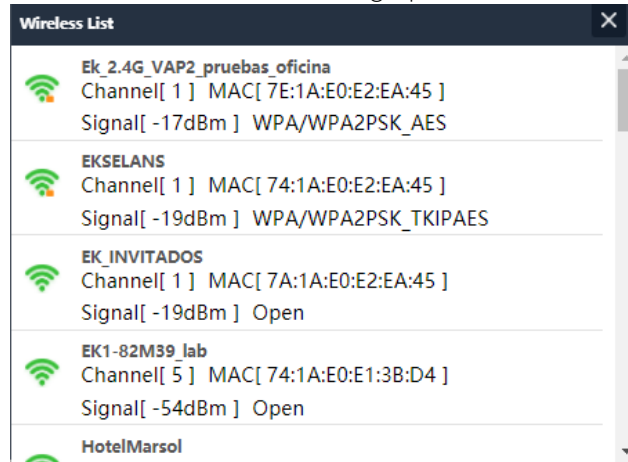 Wireless List
Ek_2.4G_VAP2_pruebas_oficina
Channel[ 1 ] MAC[ 7E:1A:E0:E2:EA:45 ]
Signal[ -17dBm ] WPA/WPA2PSK_AES
EKSELANS
Channel[ 1 ] MAC[ 74:1A:E0:E2:EA:45 ]
Signal[ -19dBm ] WPA/WPA2PSK_TKIPAES
EK_INVITADOS
Channel[ 1 ] MAC[ 7A:1A:E0:E2:EA:45 ]
Signal[ -19dBm ] Open
EK1-82M39_lab
Channel[ 5 ] MAC[ 74:1A:E0:E1:3B:D4 ]
Signal[ -54dBm ] Open
HotelMarsol